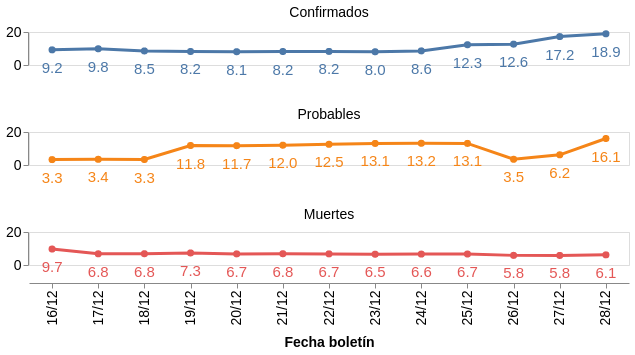 Confirmados
20
0
9.2 9.8 8.5 8.2 8.1 8.2 8.2 8.0 8.6 12.3 12.6 17.2 18.9
Probables
20
0
3.3 3.4 3.3 11.8 11.7 12.0 12.5 13.1 13.2 13.1 3.5 6.2 16.1
Muertes
20
0
9.7 6.8 6.8 7.3 6.7 6.8 6.7 6.5 6.6 6.7 5.8 5.8 6.1
16/12 17/12 18/12 19/12 20/12 21/12 22/12 23/12 24/12 25/12 26/12 27/12 28/12
Fecha boletín